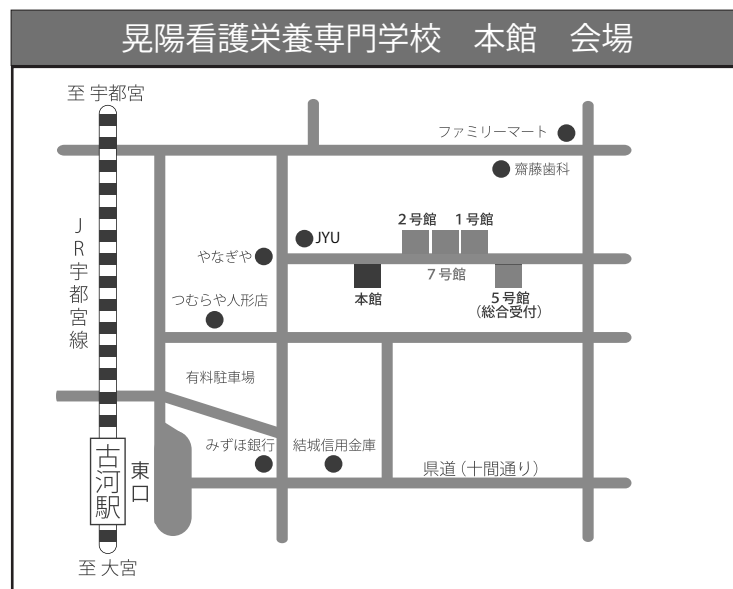 晃陽看護栄養専門学校　本館　会場
至 宇都宮
ファミリーマート
齋藤歯科
JR宇都宮線
2号館
1号館
JYU
やなぎや
7号館
本館
5号館
(総合受付)
つむらや人形店
有料駐車場
みずほ銀行
結城信用金庫
県道（十間通り）
古河駅
東口
至 大宮